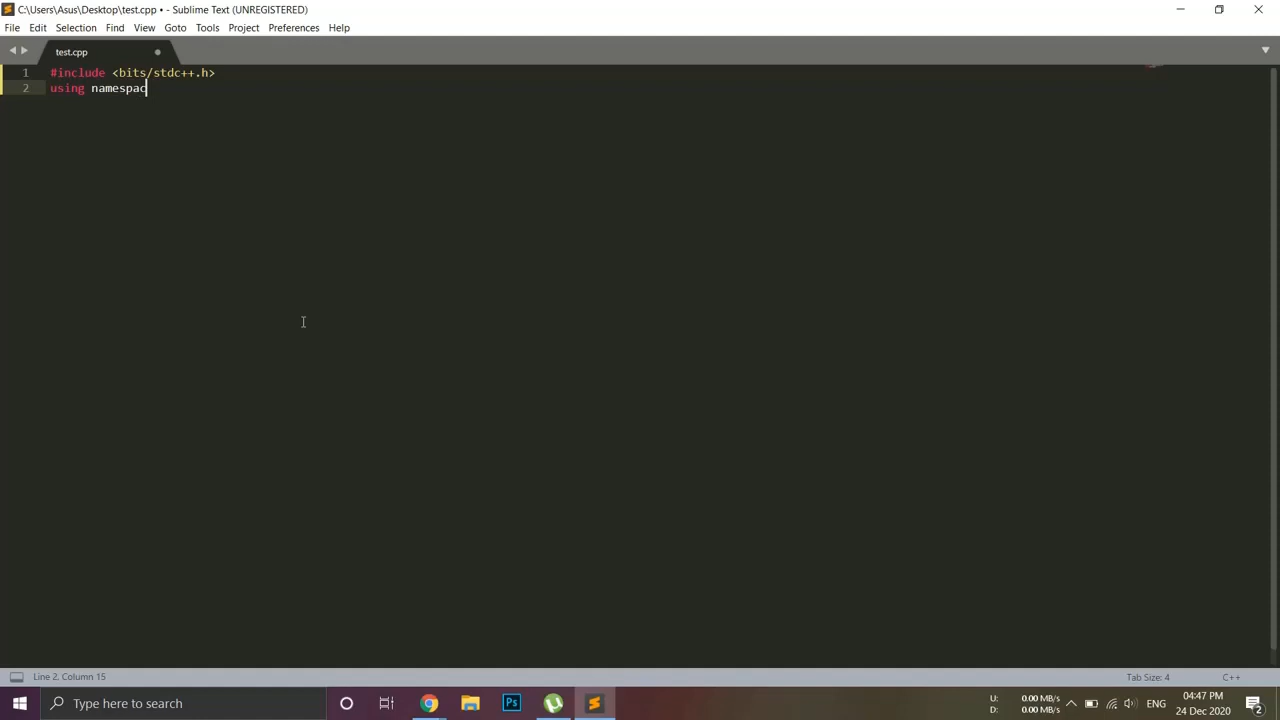 C:\Users\Asus\Desktop\test.cpp • - Sublime Text (UNREGISTERED)
File Edit Selection Find View Goto Tools Project Preferences Help
test.cpp
1 #include <bits/stdc++.h>
2 using namespac
Line 2, Column 15
Tab Size: 4
C++
Type here to search
Ps
U: 0.00 MB/s
D: 0.00 MB/s
ENG
04:47 PM
24 Dec 2020
2